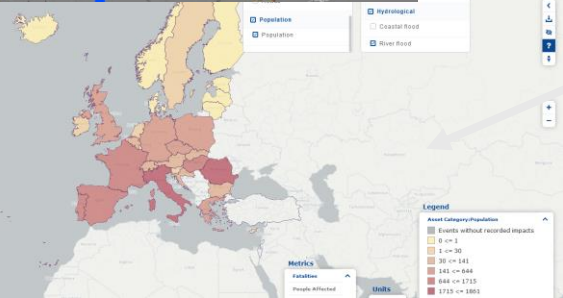 Population
Population
Hydrological
Coastal flood
River flood
?
+
−
Legend
Asset Category:Population
Events without recorded impacts
0 <= 1
1 <= 30
30 <= 141
141 <= 644
644 <= 1715
1715 <= 1861
Metrics
Fatalities
People Affected
Units